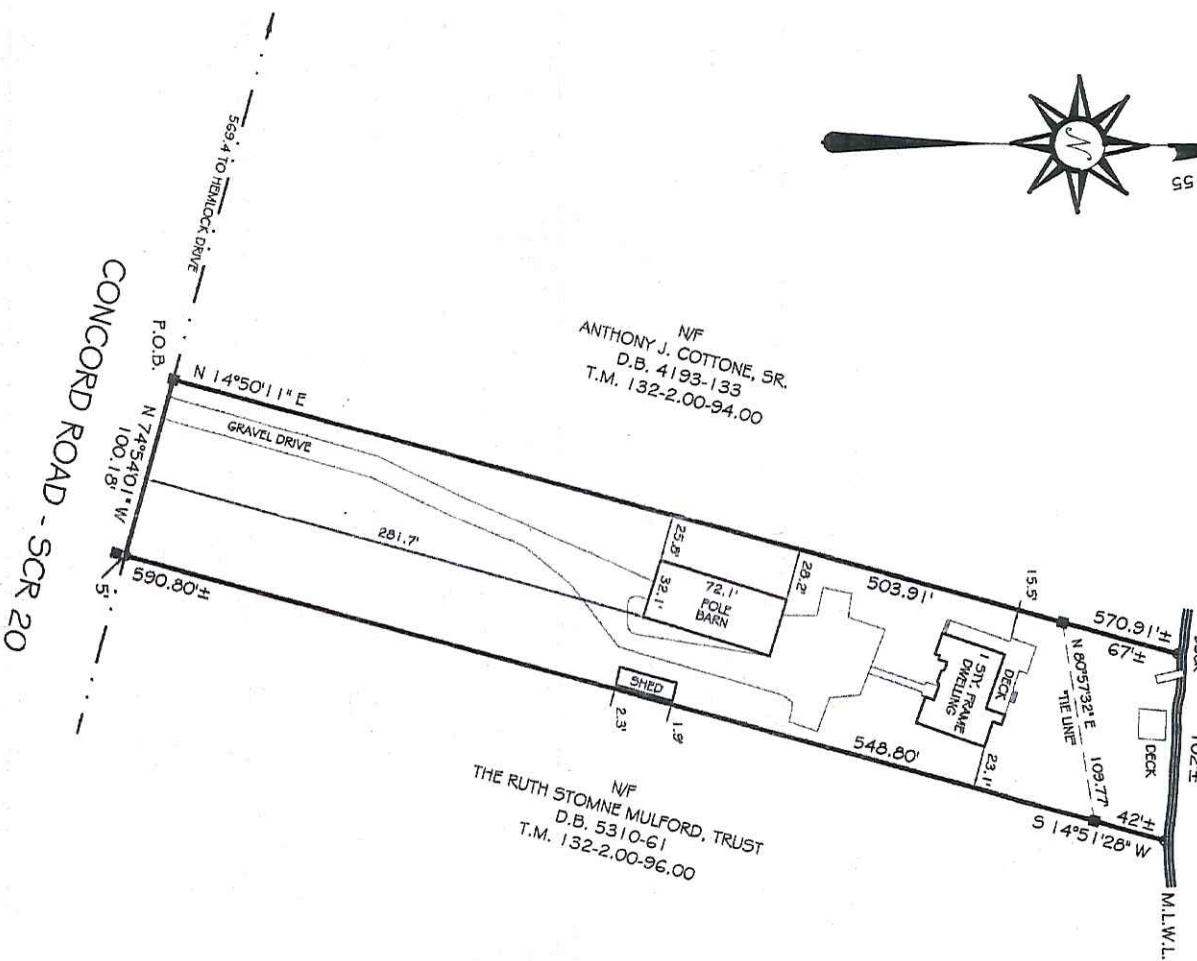 N
55
569.4 TO HEMLOCK DRIVE
CONCORD ROAD - SCR 20
P.O.B.
N 14°50'11" E
N 74°54'01" W
100.18'
GRAVEL DRIVE
281.7'
590.80'±
.5'
N/F
ANTHONY J. COTTONE, SR.
D.B. 4193-133
T.M. 132-2.00-94.00
25.8'
32.1'
72.1'
POLE
BARN
28.2'
503.91'
15.5'
570.91'±
67'±
N 80°57'32" E
109.77'
"TIE LINE"
DECK
1 STY. FRAME
DWELLING
DECK
102'±
SHED
2.3'
1.9'
548.80'
23.1'
42'±
S 14°51'28" W
M.L.W.L.
N/F
THE RUTH STOMNE MULFORD, TRUST
D.B. 5310-61
T.M. 132-2.00-96.00